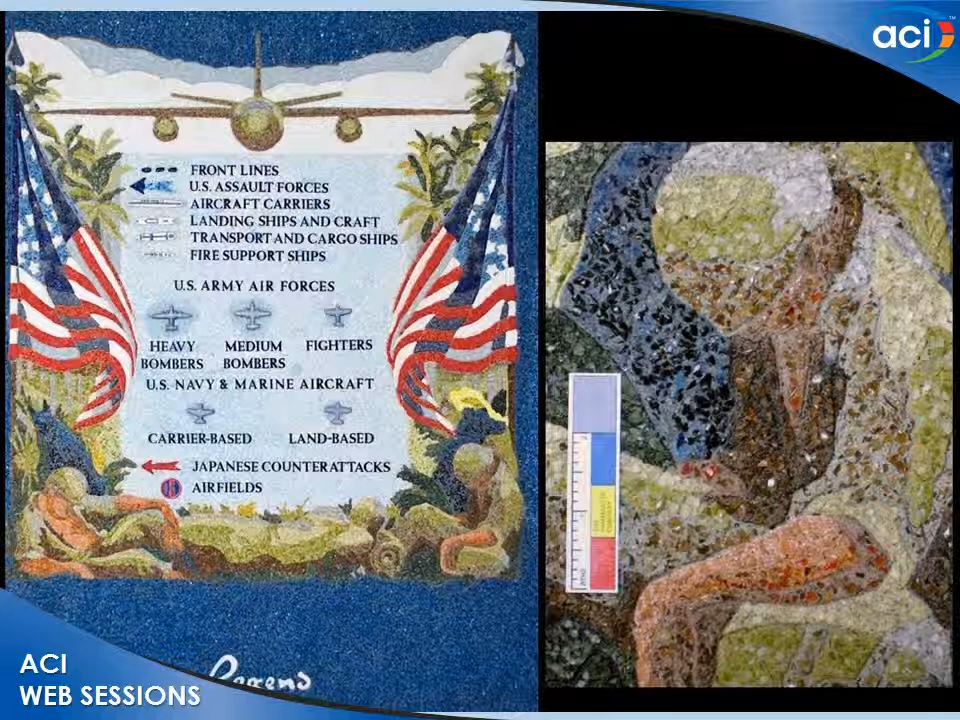 aci
TM
FRONT LINES
U.S. ASSAULT FORCES
AIRCRAFT CARRIERS
LANDING SHIPS AND CRAFT
TRANSPORT AND CARGO SHIPS
FIRE SUPPORT SHIPS
U.S. ARMY AIR FORCES
HEAVY BOMBERS
MEDIUM BOMBERS
FIGHTERS
U.S. NAVY & MARINE AIRCRAFT
CARRIER-BASED
LAND-BASED
JAPANESE COUNTERATTACKS
AIRFIELDS
ACI
WEB SESSIONS